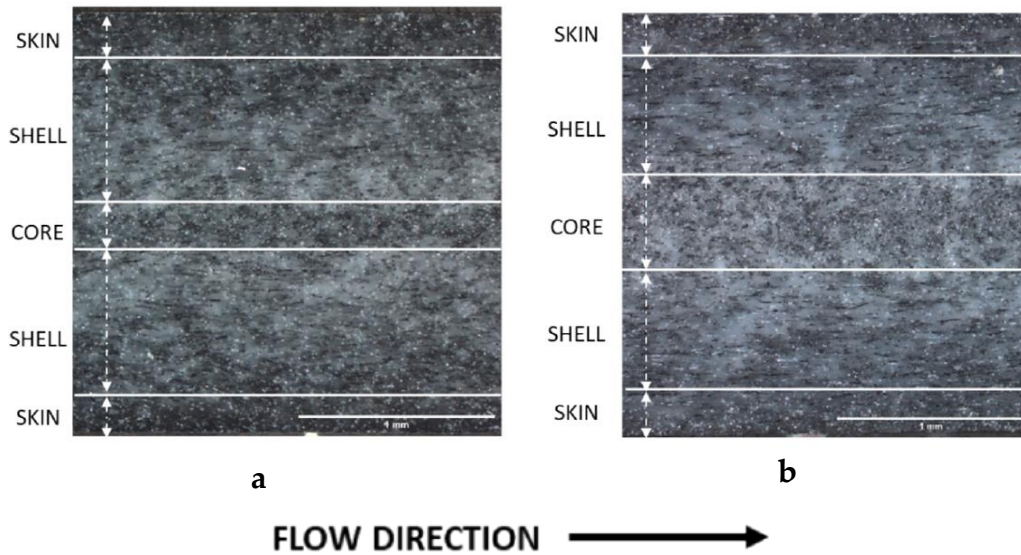 SKIN
SHELL
CORE
SHELL
SKIN
1 mm
a
SKIN
SHELL
CORE
SHELL
SKIN
1 mm
b
FLOW DIRECTION